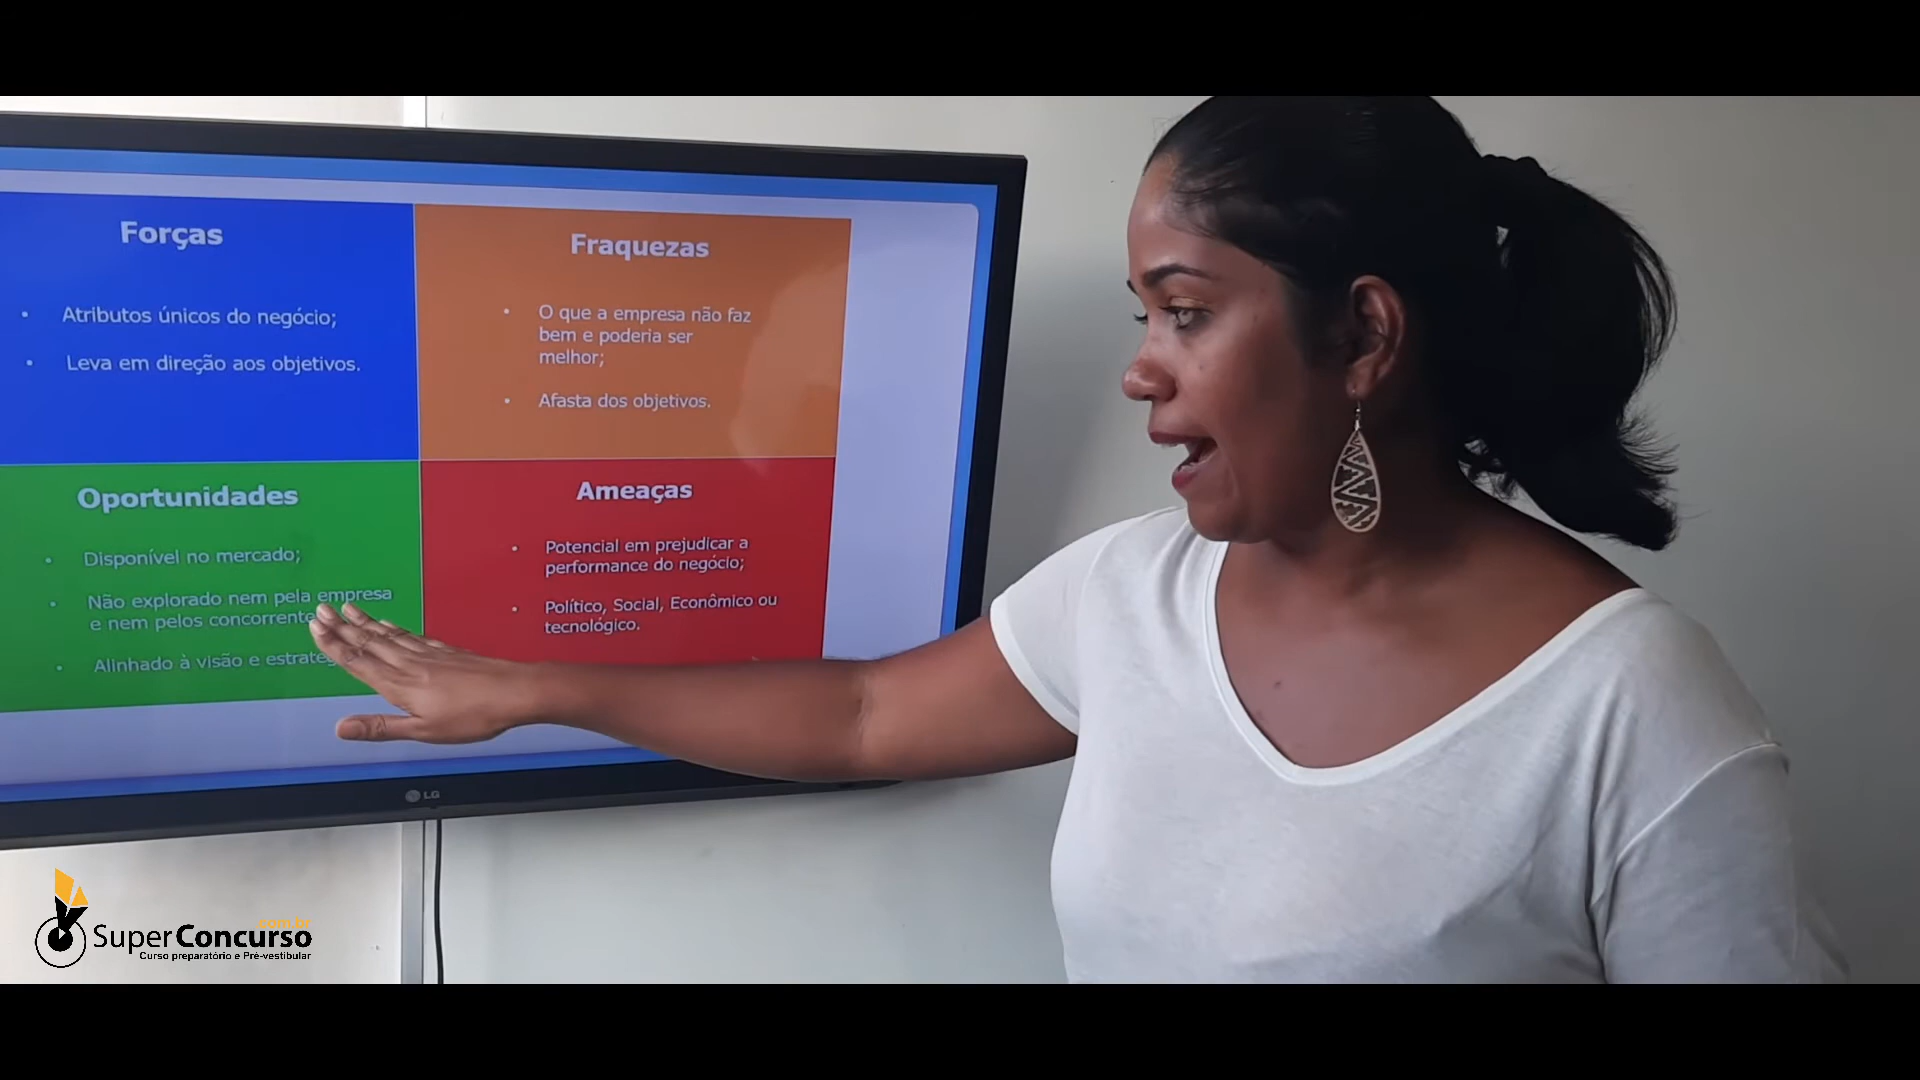 Forças
• Atributos únicos do negócio;
• Leva em direção aos objetivos.
Fraquezas
• O que a empresa não faz
bem e poderia ser
melhor;
• Afasta dos objetivos.
Oportunidades
• Disponível no mercado;
• Não explorado nem pela empresa
e nem pelos concorrente
• Alinhado à visão e
Ameaças
• Potencial em prejudicar a
performance do negócio;
• Político, Social, Econômico ou
tecnológico.
LG
.com.br
SuperConcurso
Curso preparatório e Pré-vestibular